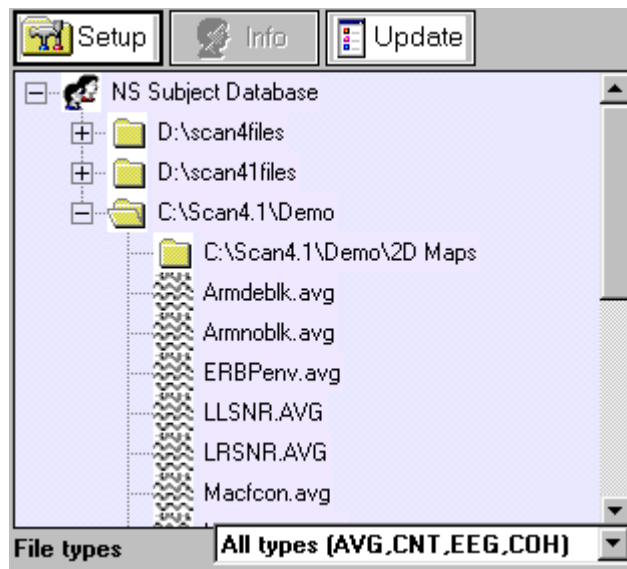 Setup Info Update
NS Subject Database
D:\scan4files
D:\scan41files
C:\Scan4.1\Demo
C:\Scan4.1\Demo\2D Maps
Armdeblk.avg
Armnoblk.avg
ERBPenv.avg
LLSNR.AVG
LRSNR.AVG
Macfcon.avg
File types All types (AVG,CNT,EEG,COH)